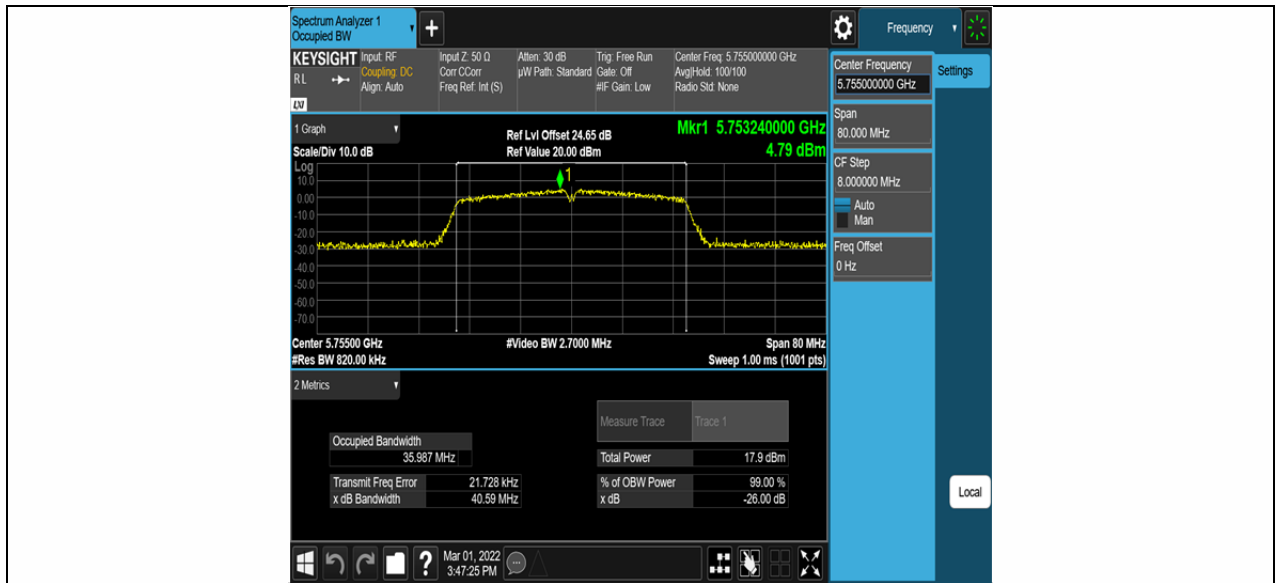 Spectrum Analyzer 1
Occupied BW
+
Frequency
KEYSIGHT
RL
LXI
Input: RF
Coupling: DC
Align: Auto
Input Z: 50 Ω
Corr CCorr
Freq Ref: Int (S)
Atten: 30 dB
µW Path: Standard
Trig: Free Run
Gate: Off
#IF Gain: Low
Center Freq: 5.755000000 GHz
Avg|Hold: 100/100
Radio Std: None
Center Frequency
5.755000000 GHz
Settings
Span
80.000 MHz
CF Step
8.000000 MHz
Auto
Man
Freq Offset
0 Hz
Local
1 Graph
Scale/Div 10.0 dB
Ref Lvl Offset 24.65 dB
Ref Value 20.00 dBm
Mkr1 5.753240000 GHz
4.79 dBm
Log
10.0
0.00
-10.0
-20.0
-30.0
-40.0
-50.0
-60.0
-70.0
1
Center 5.75500 GHz
#Res BW 820.00 kHz
#Video BW 2.7000 MHz
Span 80 MHz
Sweep 1.00 ms (1001 pts)
2 Metrics
Measure Trace Trace 1
Occupied Bandwidth
35.987 MHz
Total Power 17.9 dBm
Transmit Freq Error 21.728 kHz
% of OBW Power 99.00 %
x dB Bandwidth 40.59 MHz
x dB -26.00 dB
?
Mar 01, 2022
3:47:25 PM